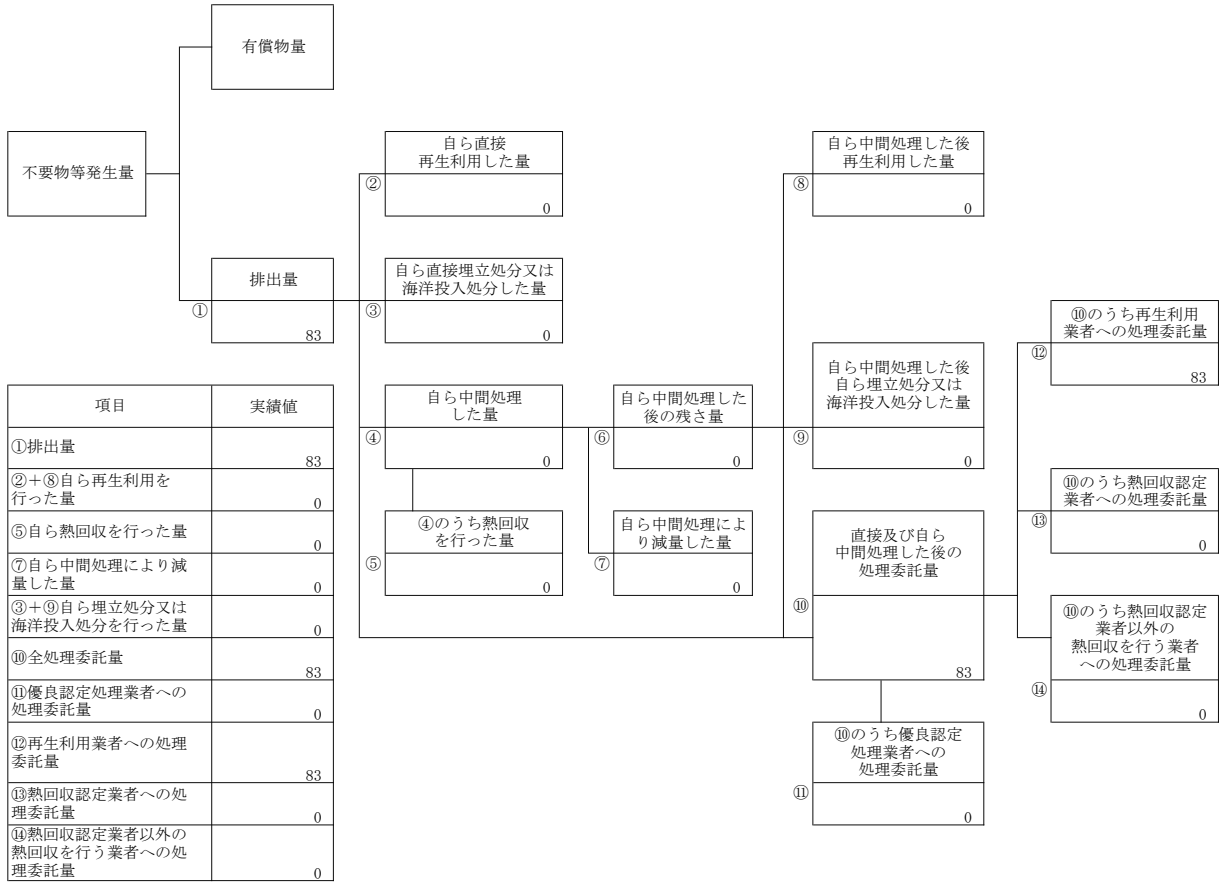 有償物量
不要物等発生量
排出量
①
83
自ら直接
再生利用した量
②
0
自ら直接埋立処分又は
海洋投入処分した量
③
0
自ら中間処理
した量
④
0
④のうち熱回収
を行った量
⑤
0
自ら中間処理した
後の残さ量
⑥
0
自ら中間処理によ
り減量した量
⑦
0
自ら中間処理した後
再生利用した量
⑧
0
自ら中間処理した後
自ら埋立処分又は
海洋投入処分した量
⑨
0
直接及び自ら
中間処理した後の
処理委託量
⑩
83
⑩のうち優良認定
処理業者への
処理委託量
⑪
0
⑩のうち再生利用
業者への処理委託量
⑫
83
⑩のうち熱回収認定
業者への処理委託量
⑬
0
⑩のうち熱回収認定
業者以外の
熱回収を行う業者
への処理委託量
⑭
0
項目 実績値
①排出量
83
②＋⑧自ら再生利用を
行った量
0
⑤自ら熱回収を行った量
0
⑦自ら中間処理により減
量した量
0
③＋⑨自ら埋立処分又は
海洋投入処分を行った量
0
⑩全処理委託量
83
⑪優良認定処理業者への
処理委託量
0
⑫再生利用業者への処理
委託量
83
⑬熱回収認定業者への処
理委託量
0
⑭熱回収認定業者以外の
熱回収を行う業者への処
理委託量
0